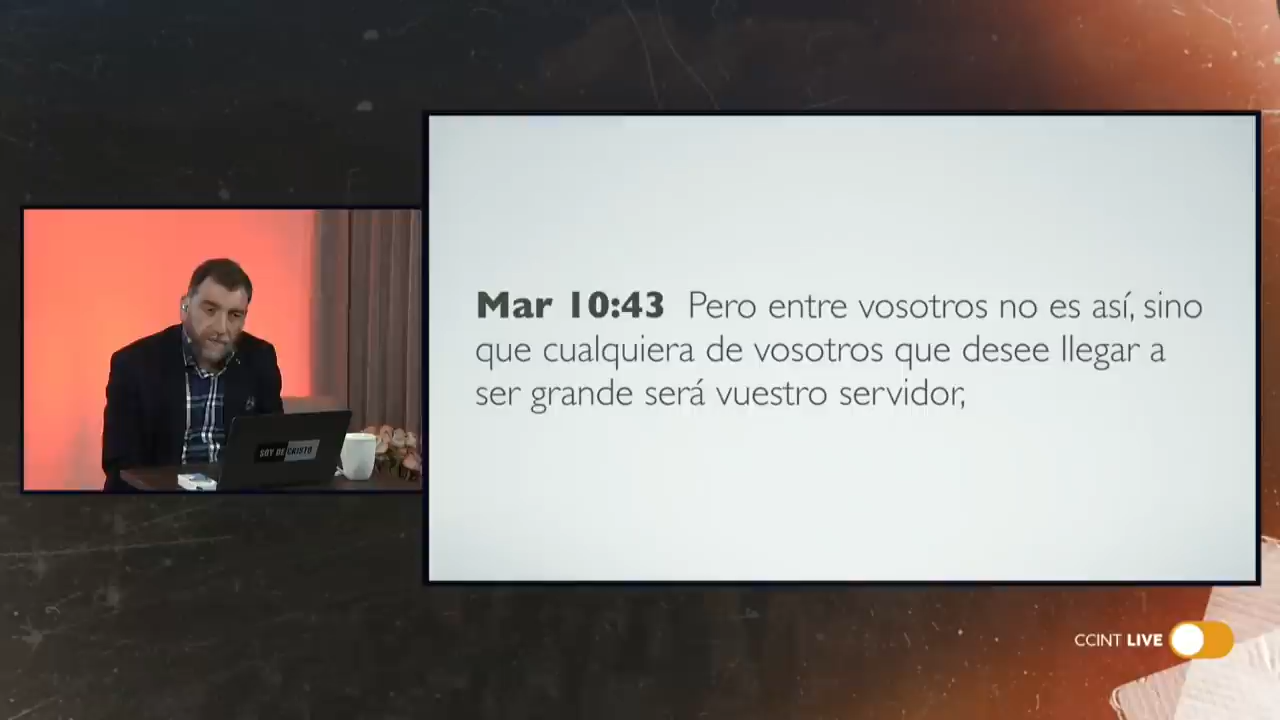 Mar 10:43 Pero entre vosotros no es así, sino
que cualquiera de vosotros que desee llegar a
ser grande será vuestro servidor,
SOY DE CRISTO
CCINT LIVE